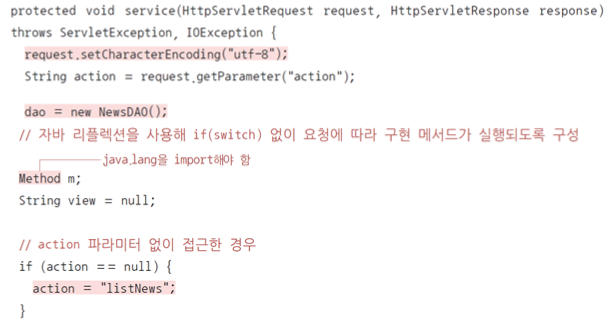 protected void service(HttpServletRequest request, HttpServletResponse response)
throws ServletException, IOException {
request.setCharacterEncoding("utf-8");
String action = request.getParameter("action");
dao = new NewsDAO();
// 자바 리플렉션을 사용해 if(switch) 없이 요청에 따라 구현 메서드가 실행되도록 구성
java.lang을 import해야 함
Method m;
String view = null;
// action 파라미터 없이 접근한 경우
if (action == null) {
action = "listNews";
}